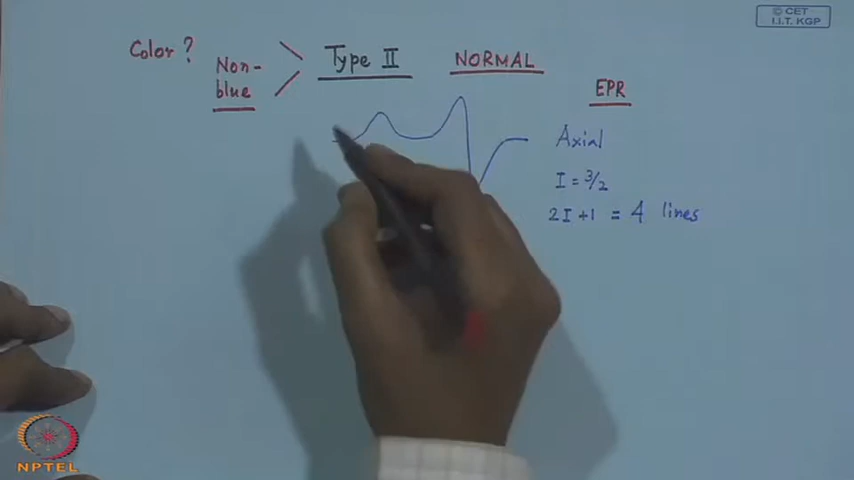 © CET
I.I.T. KGP
Color ?
Non-
blue
Type II
NORMAL
EPR
Axial
I = 3/2
2I + 1 = 4 lines
NPTEL